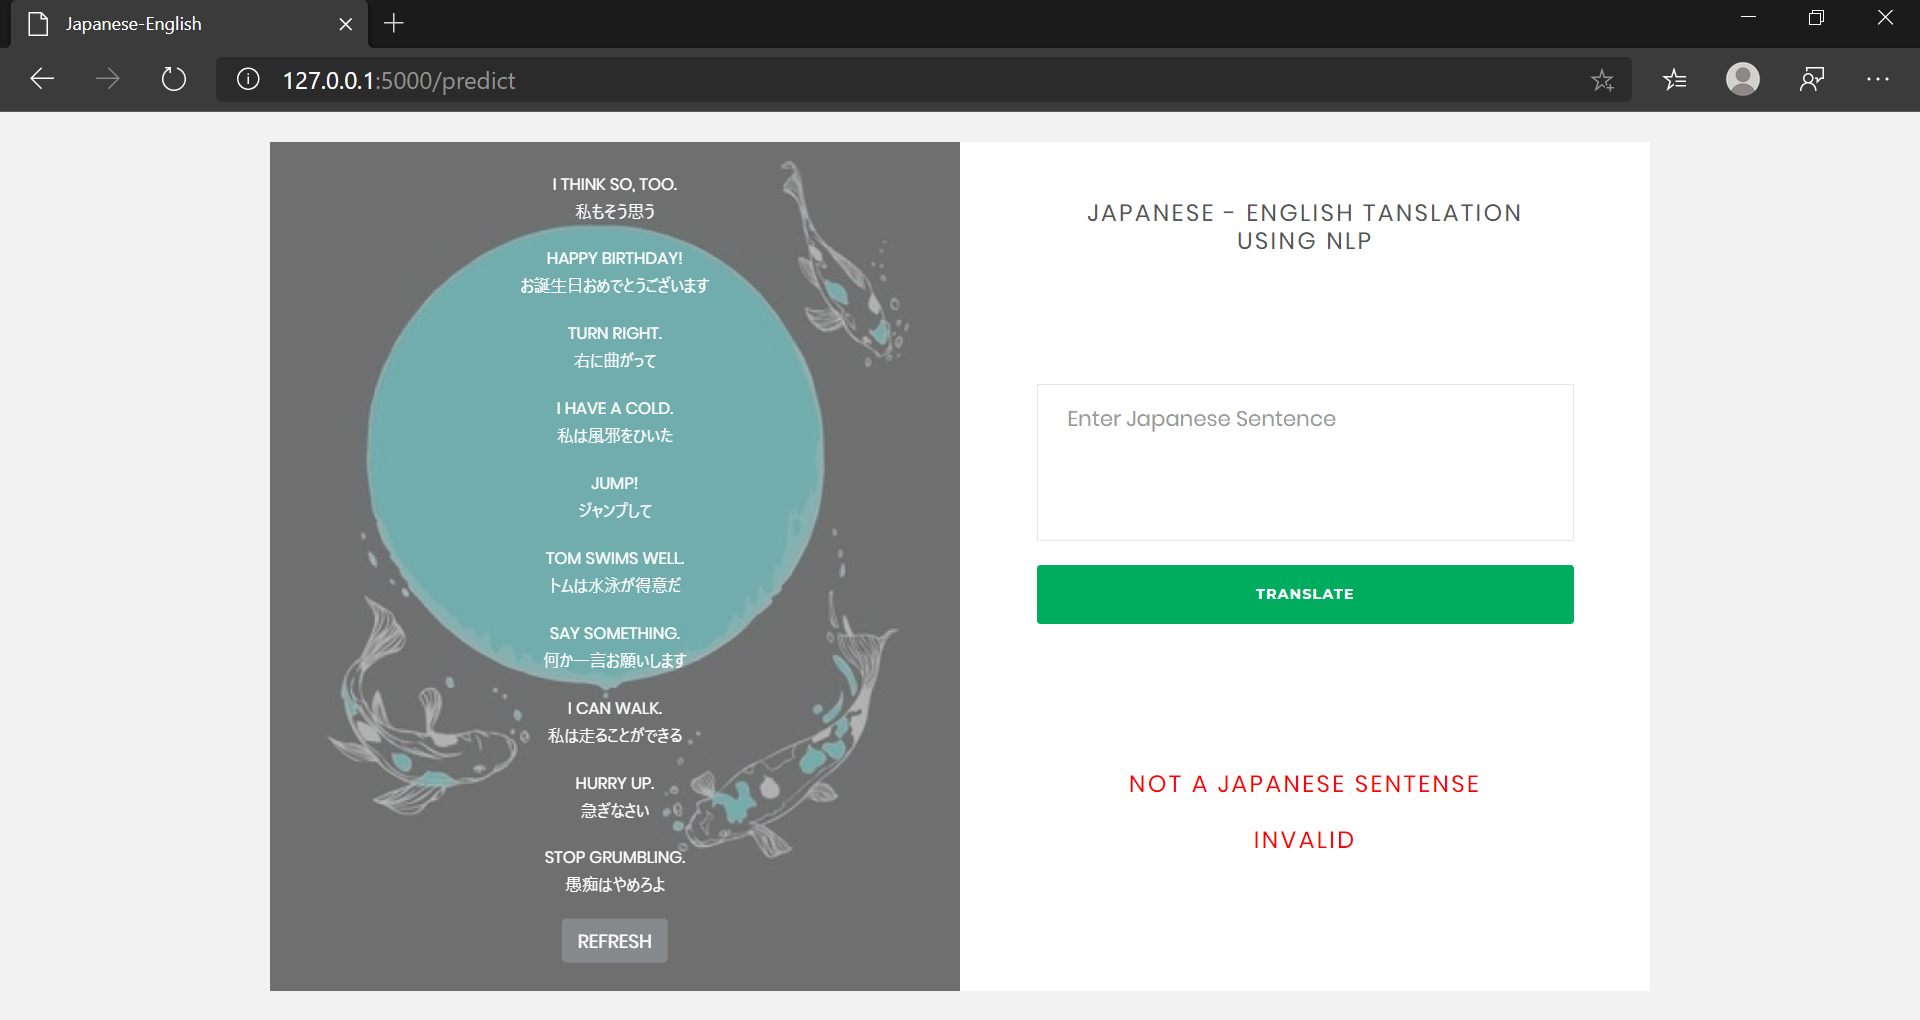 Japanese-English
127.0.0.1:5000/predict
I THINK SO, TOO.
私もそう思う
HAPPY BIRTHDAY!
お誕生日おめでとうございます
TURN RIGHT.
右に曲がって
I HAVE A COLD.
私は風邪をひいた
JUMP!
ジャンプして
TOM SWIMS WELL.
トムは水泳が得意だ
SAY SOMETHING.
何か一言お願いします
I CAN WALK.
私は走ることができる
HURRY UP.
急ぎなさい
STOP GRUMBLING.
愚痴はやめろよ
REFRESH
JAPANESE - ENGLISH TANSLATION
USING NLP
Enter Japanese Sentence
TRANSLATE
NOT A JAPANESE SENTENSE
INVALID